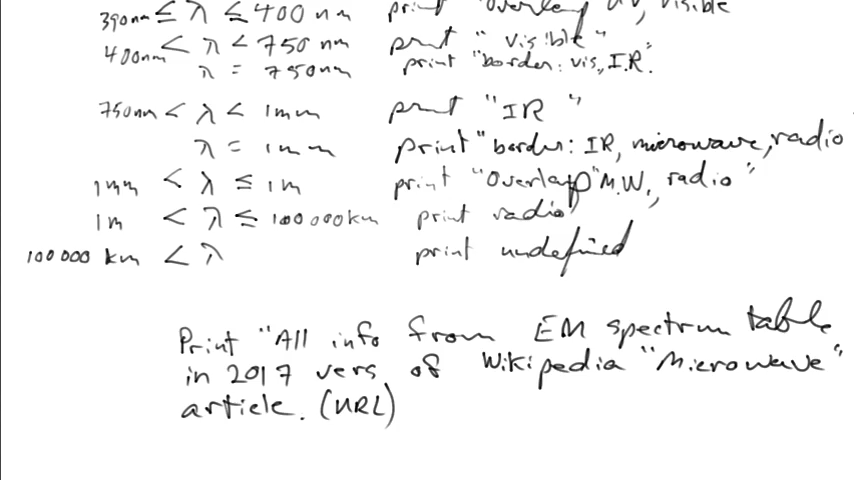 390nm ≤ λ ≤ 400 nm print "Overlap UV, visible
400nm < λ < 750 nm print "visible"
λ = 750nm print "border: vis, I.R."
750nm < λ < 1mm print "IR"
λ = 1mm print "border: IR, microwave, radio
1mm < λ ≤ 1m print "Overlap M.W., radio"
1m < λ ≤ 100 000km print radio
100 000 km < λ print undefined
Print "All info from EM spectrum table
in 2017 vers of Wikipedia "Microwave"
article. (URL)